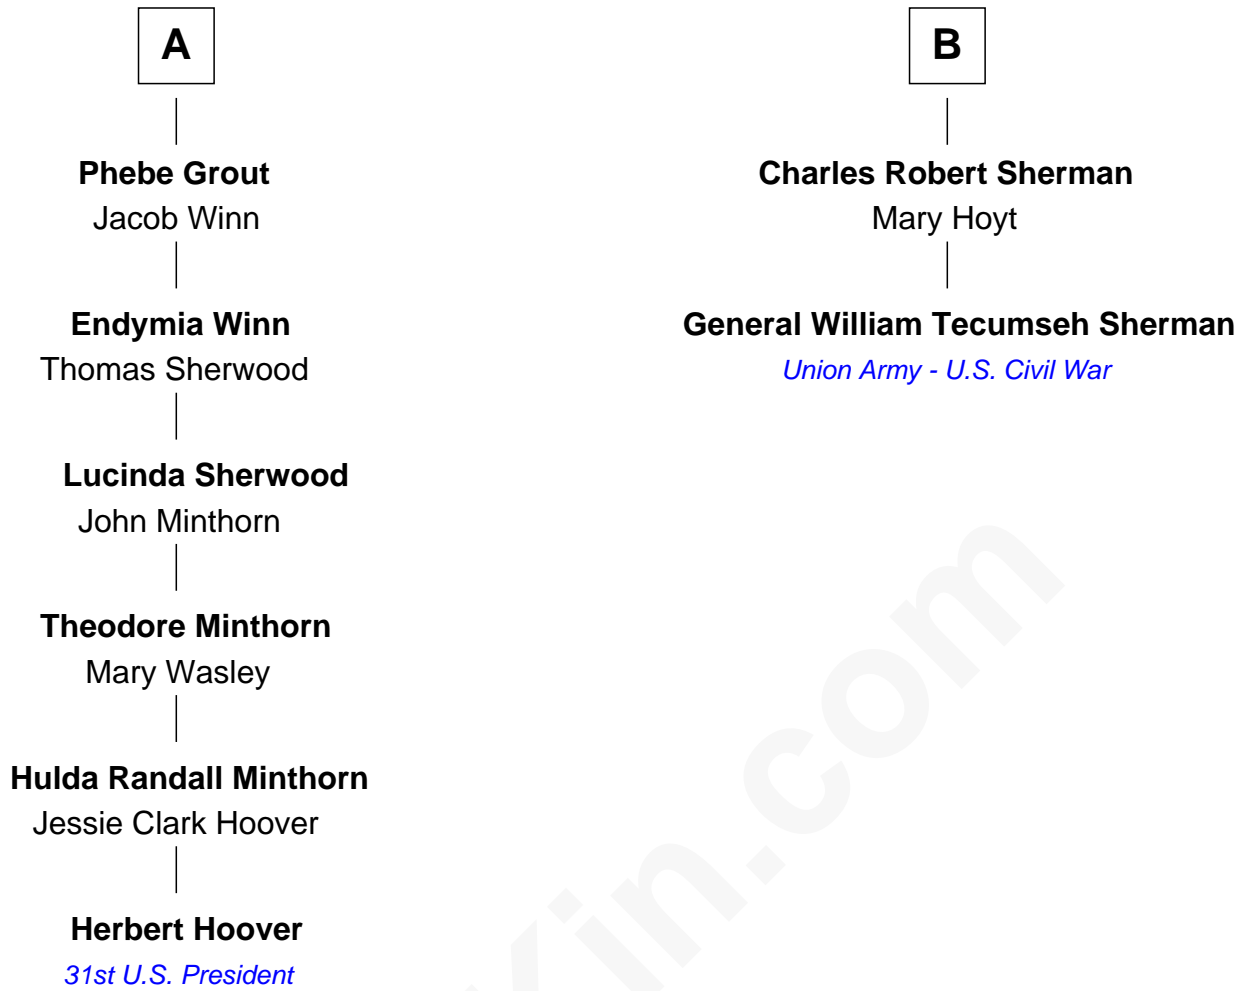 A
Phebe Grout
Jacob Winn
Endymia Winn
Thomas Sherwood
Lucinda Sherwood
John Minthorn
Theodore Minthorn
Mary Wasley
Hulda Randall Minthorn
Jessie Clark Hoover
Herbert Hoover
31st U.S. President
B
Charles Robert Sherman
Mary Hoyt
General William Tecumseh Sherman
Union Army - U.S. Civil War
kin.com